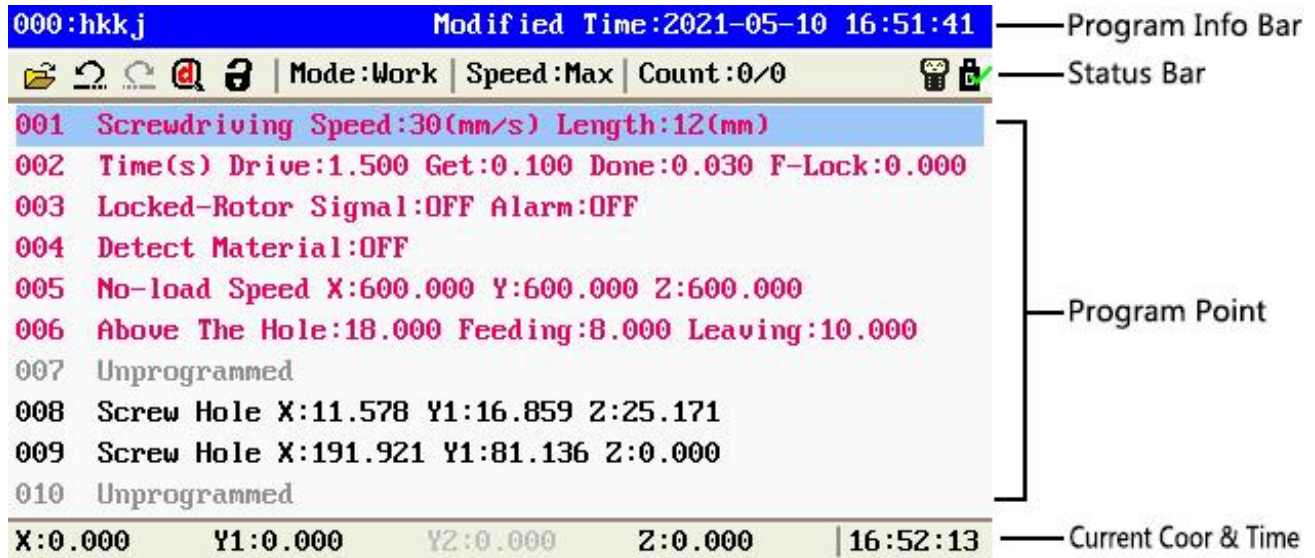 000:hkkj Modified Time:2021-05-10 16:51:41 Program Info Bar
d Mode:Work Speed:Max Count:0/0 Status Bar
001 Screwdriving Speed:30(mm/s) Length:12(mm)
002 Time(s) Drive:1.500 Get:0.100 Done:0.030 F-Lock:0.000
003 Locked-Rotor Signal:OFF Alarm:OFF
004 Detect Material:OFF
005 No-load Speed X:600.000 Y:600.000 Z:600.000
006 Above The Hole:18.000 Feeding:8.000 Leaving:10.000
Program Point
007 Unprogrammed
008 Screw Hole X:11.578 Y1:16.859 Z:25.171
009 Screw Hole X:191.921 Y1:81.136 Z:0.000
010 Unprogrammed
X:0.000 Y1:0.000 Y2:0.000 Z:0.000 16:52:13 Current Coor & Time